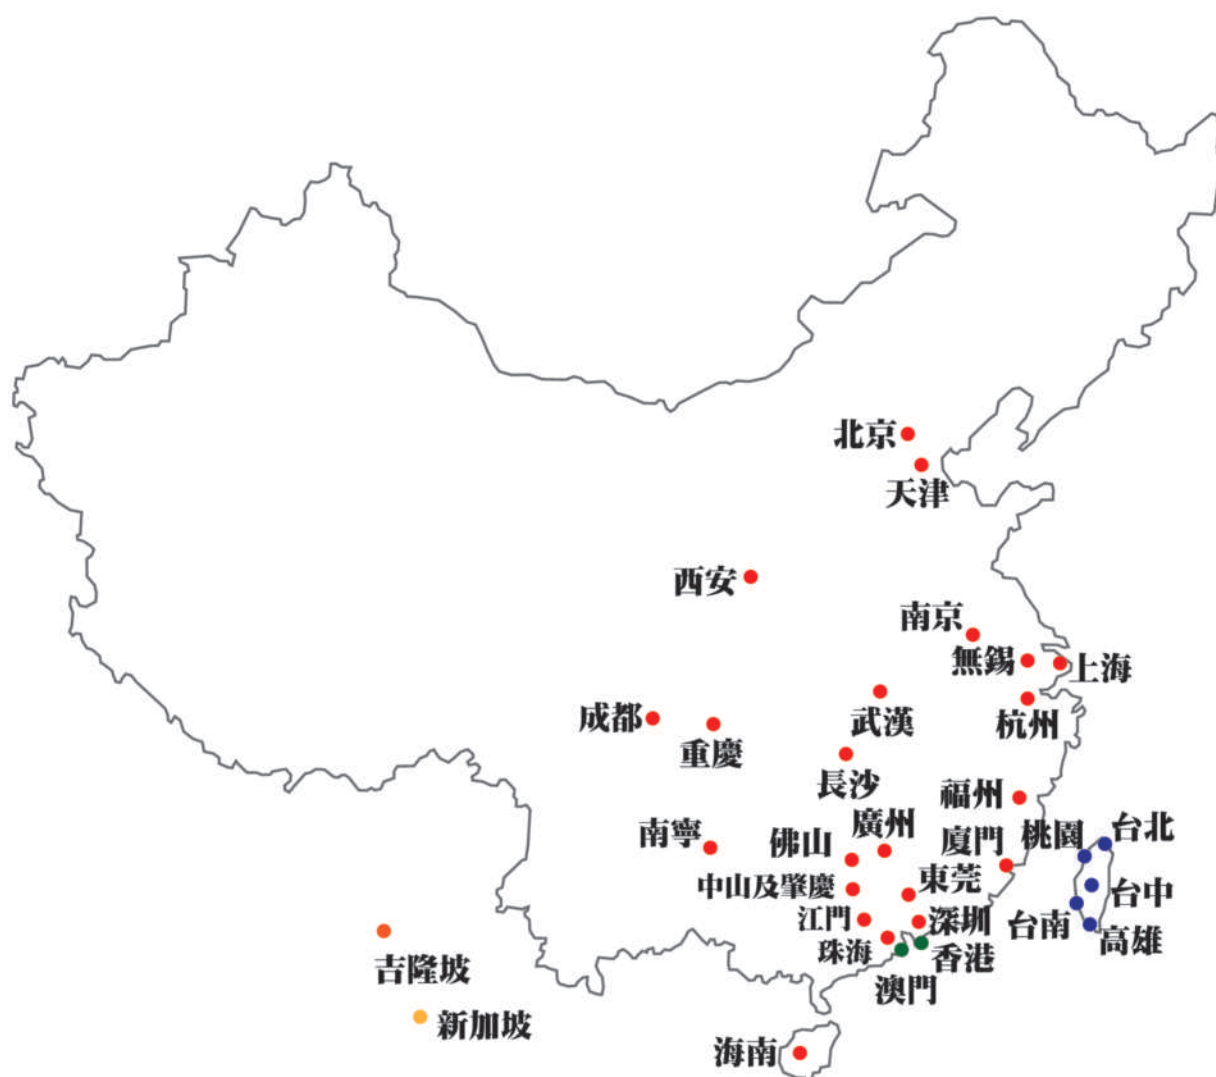 北京
天津
西安
南京
無錫
上海
杭州
武漢
成都
重慶
長沙
福州
廣州
南寧
佛山
廈門
桃園
台北
中山及肇慶
東莞
台中
江門
深圳
台南
高雄
珠海
香港
澳門
吉隆坡
新加坡
海南